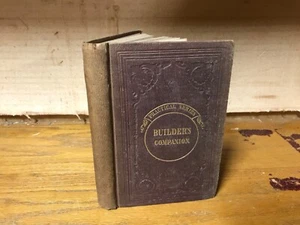 PRACTICAL SERIES
BUILDER'S
COMPANION.